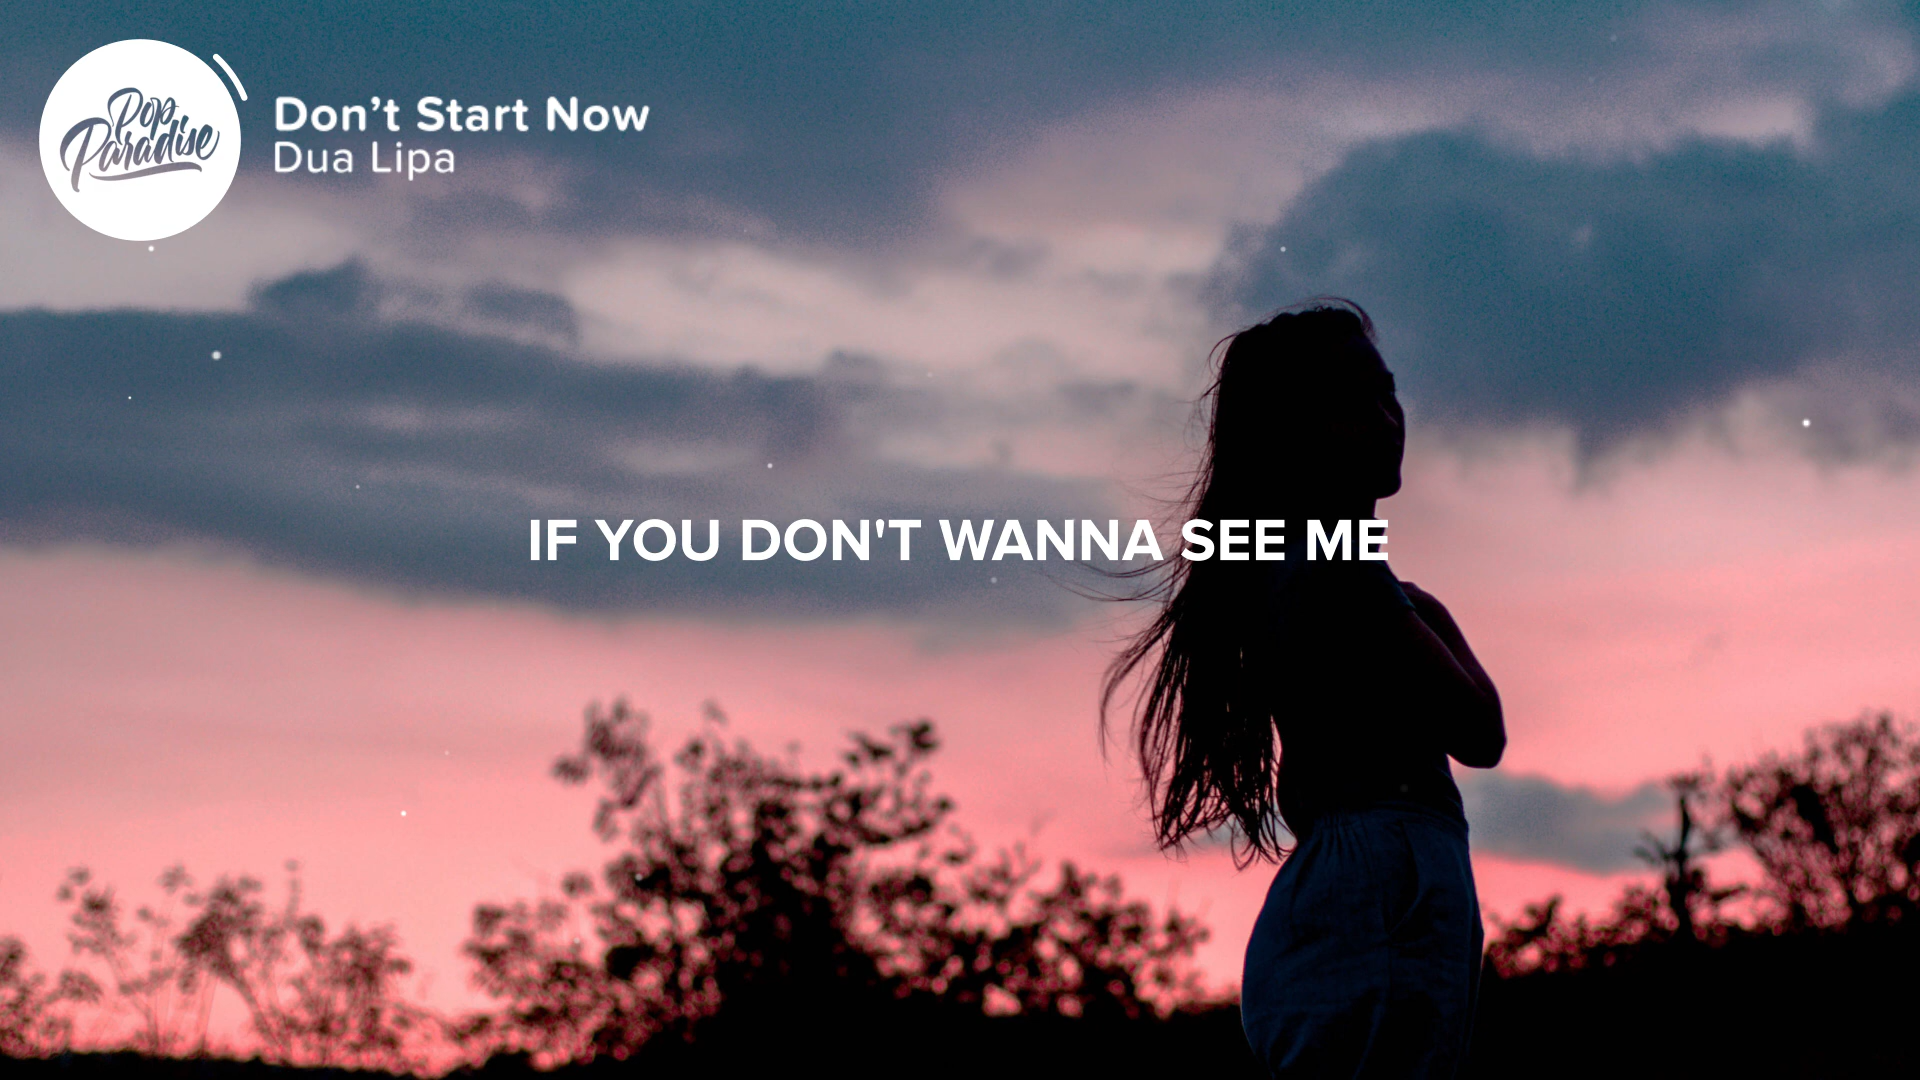 Pop
Paradise
Don’t Start Now
Dua Lipa
IF YOU DON'T WANNA SEE ME